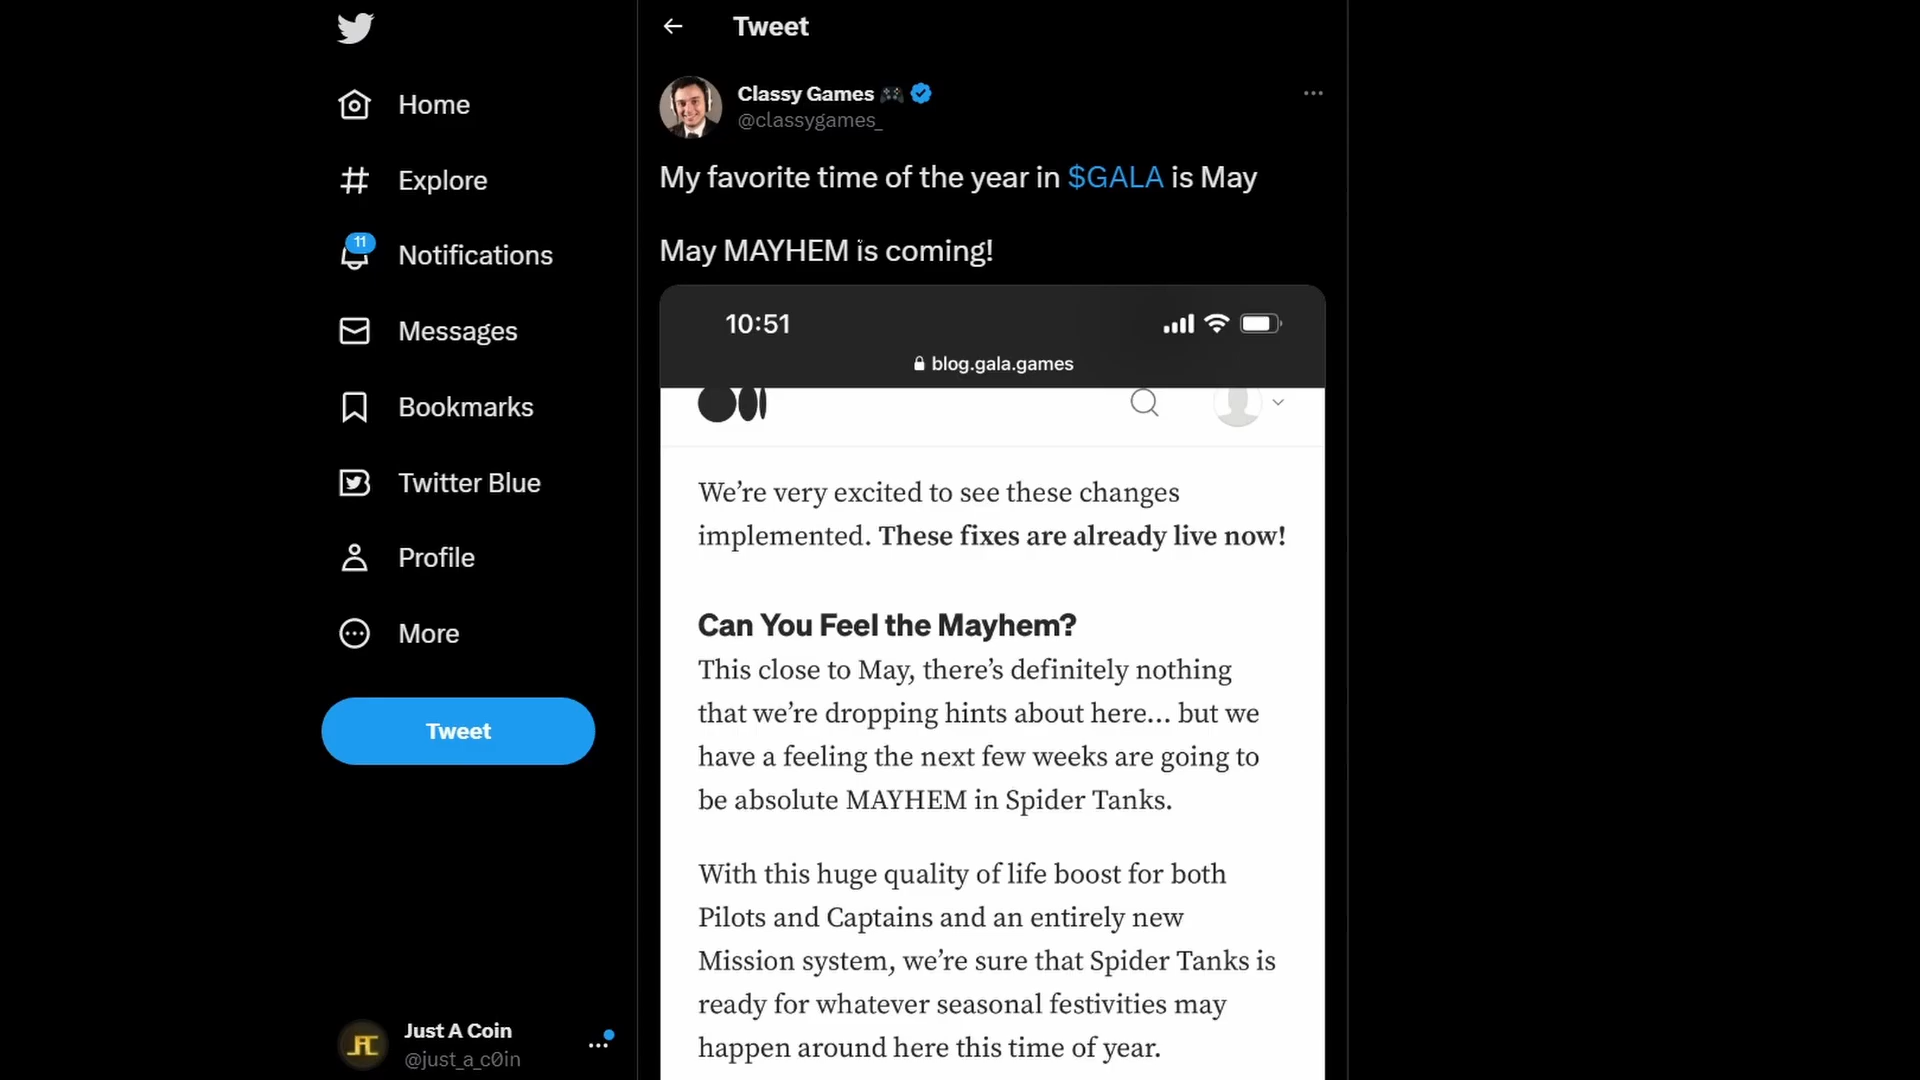 Home
Explore
11
Notifications
Messages
Bookmarks
Twitter Blue
Profile
More
Tweet
Just A Coin
@just_a_c0in
Tweet
Classy Games
@classygames_
My favorite time of the year in $GALA is May
May MAYHEM is coming!
10:51
blog.gala.games
We’re very excited to see these changes
implemented. These fixes are already live now!
Can You Feel the Mayhem?
This close to May, there’s definitely nothing
that we’re dropping hints about here… but we
have a feeling the next few weeks are going to
be absolute MAYHEM in Spider Tanks.
With this huge quality of life boost for both
Pilots and Captains and an entirely new
Mission system, we’re sure that Spider Tanks is
ready for whatever seasonal festivities may
happen around here this time of year.